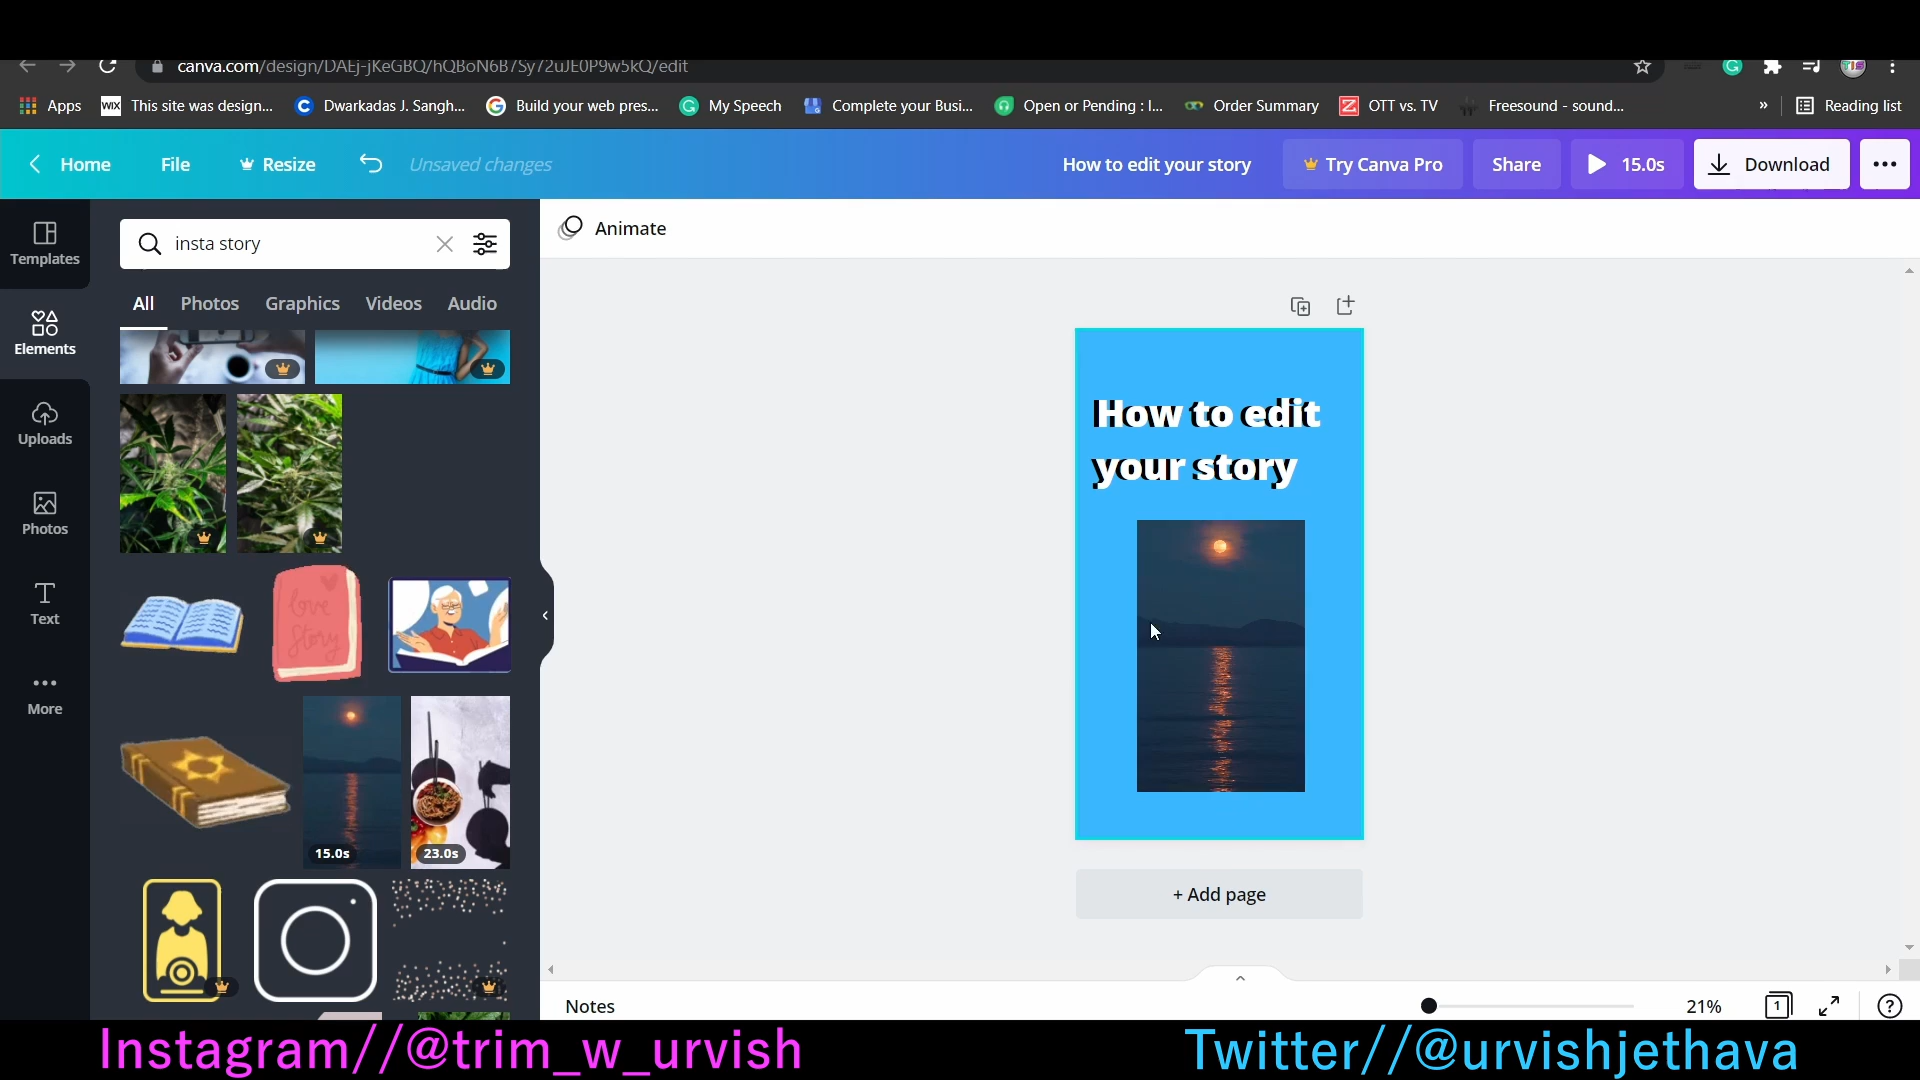 canva.com/design/DAEj-jKeGBQ/hQBoN6B7Sy72uJE0P9w5kQ/edit
Apps
WiX This site was design...
C Dwarkadas J. Sangh...
G Build your web pres...
G My Speech
Complete your Busi...
Open or Pending : I...
Order Summary
Z OTT vs. TV
Freesound - sound...
»
Reading list
Home
File
Resize
Unsaved changes
How to edit your story
Try Canva Pro
Share
15.0s
Download
Templates
Elements
Uploads
Photos
Text
More
insta story
All
Photos
Graphics
Videos
Audio
love
story
15.0s
23.0s
Animate
How to edit
your story
+ Add page
Notes
21%
1
?
Instagram//@trim_w_urvish
Twitter//@urvishjethava